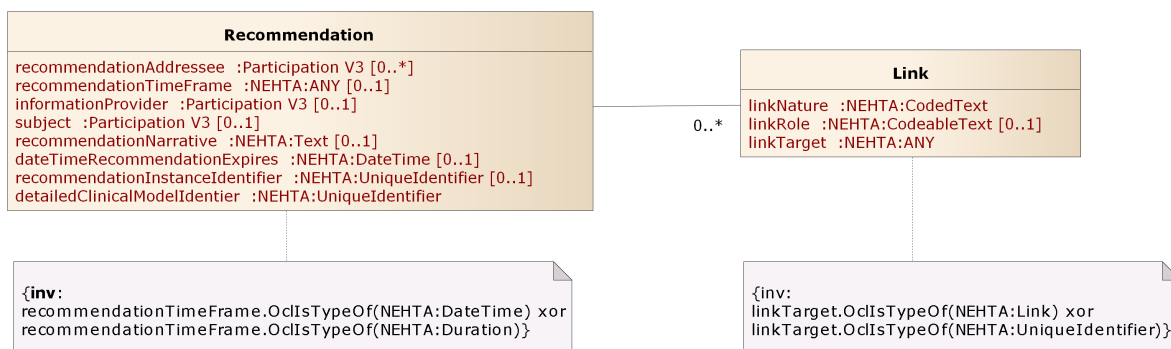 Recommendation
recommendationAddressee :Participation V3 [0..*]
recommendationTimeFrame :NEHTA:ANY [0..1]
informationProvider :Participation V3 [0..1]
subject :Participation V3 [0..1]
recommendationNarrative :NEHTA:Text [0..1]
dateTimeRecommendationExpires :NEHTA:DateTime [0..1]
recommendationInstanceIdentifier :NEHTA:UniqueIdentifier [0..1]
detailedClinicalModelIdentier :NEHTA:UniqueIdentifier
0..*
Link
linkNature :NEHTA:CodedText
linkRole :NEHTA:CodeableText [0..1]
linkTarget :NEHTA:ANY
{inv:
recommendationTimeFrame.OclIsTypeOf(NEHTA:DateTime) xor
recommendationTimeFrame.OclIsTypeOf(NEHTA:Duration)}
{inv:
linkTarget.OclIsTypeOf(NEHTA:Link) xor
linkTarget.OclIsTypeOf(NEHTA:UniqueIdentifier)}